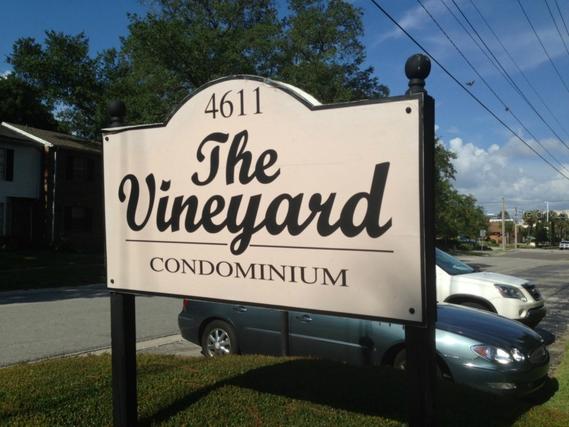 4611
The
Vineyard
CONDOMINIUM